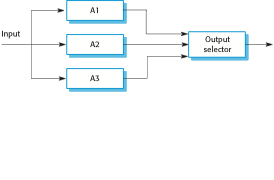 A1
Input
A2
Output
selector
A3